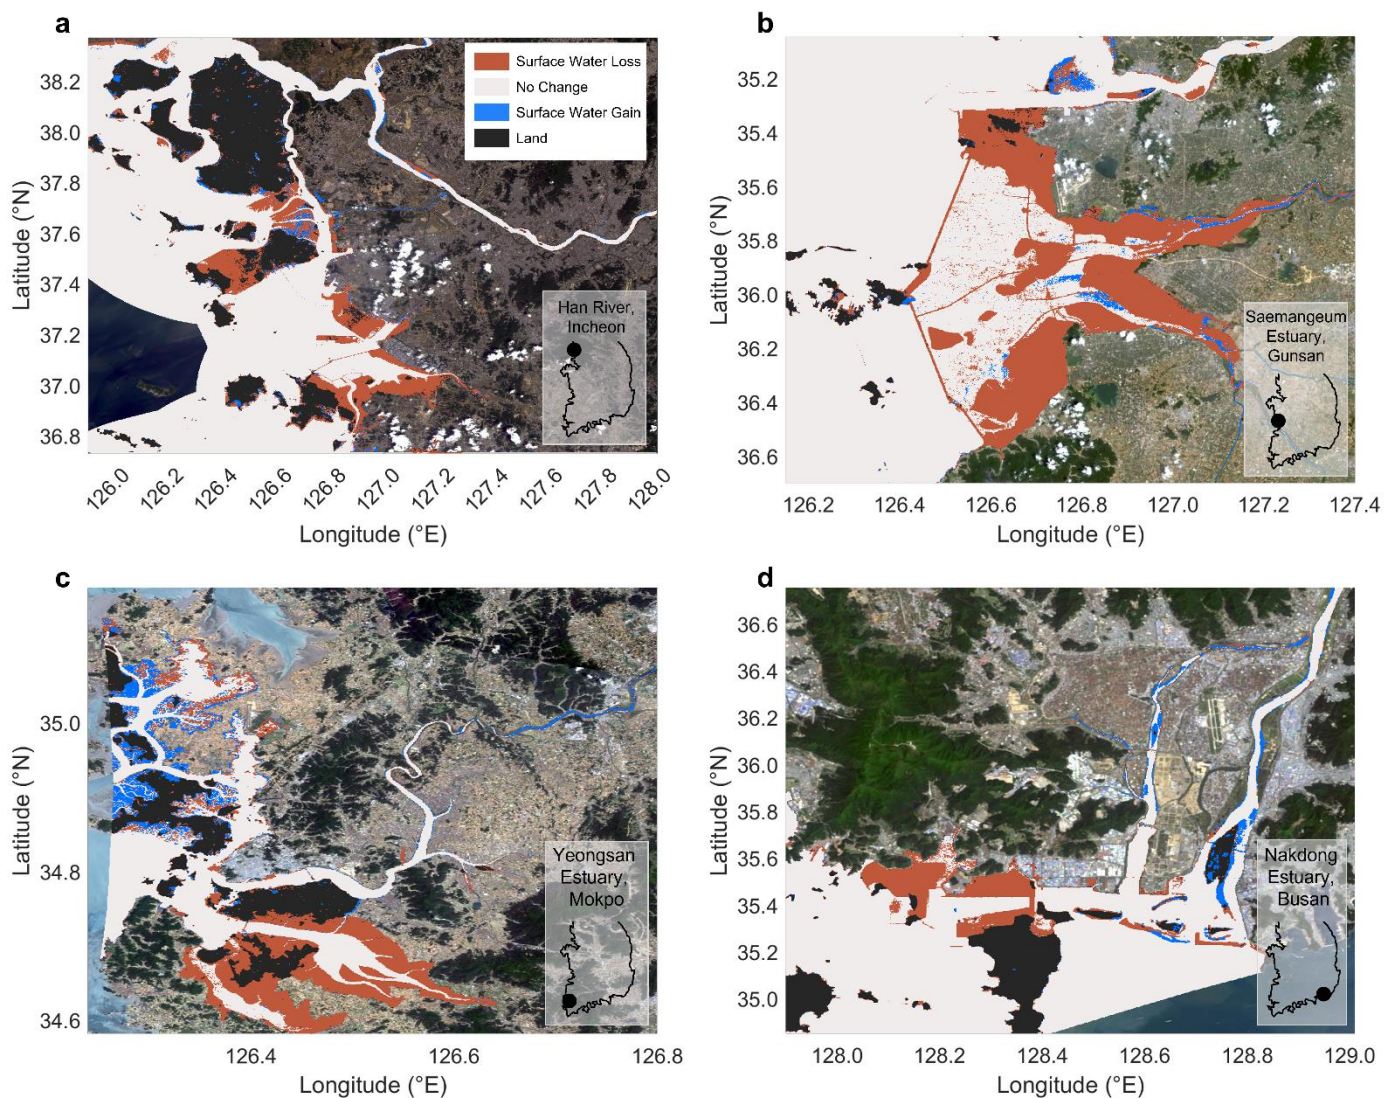 a
38.2
38.0
37.8
37.6
37.4
37.2
37.0
36.8
Latitude (°N)
Surface Water Loss
No Change
Surface Water Gain
Land
Han River,
Incheon
126.0
126.2
126.4
126.6
126.8
127.0
127.2
127.4
127.6
127.8
128.0
Longitude (°E)
b
35.2
35.4
35.6
35.8
36.0
36.2
36.4
36.6
Latitude (°N)
Saemangeum
Estuary,
Gunsan
126.2
126.4
126.6
126.8
127.0
127.2
127.4
Longitude (°E)
c
35.0
34.8
34.6
Latitude (°N)
Yeongsan
Estuary,
Mokpo
126.4
126.4
126.6
126.8
Longitude (°E)
d
36.6
36.4
36.2
36.0
35.8
35.6
35.4
35.2
35.0
Latitude (°N)
Nakdong
Estuary,
Busan
128.0
128.2
128.4
128.6
128.8
129.0
Longitude (°E)